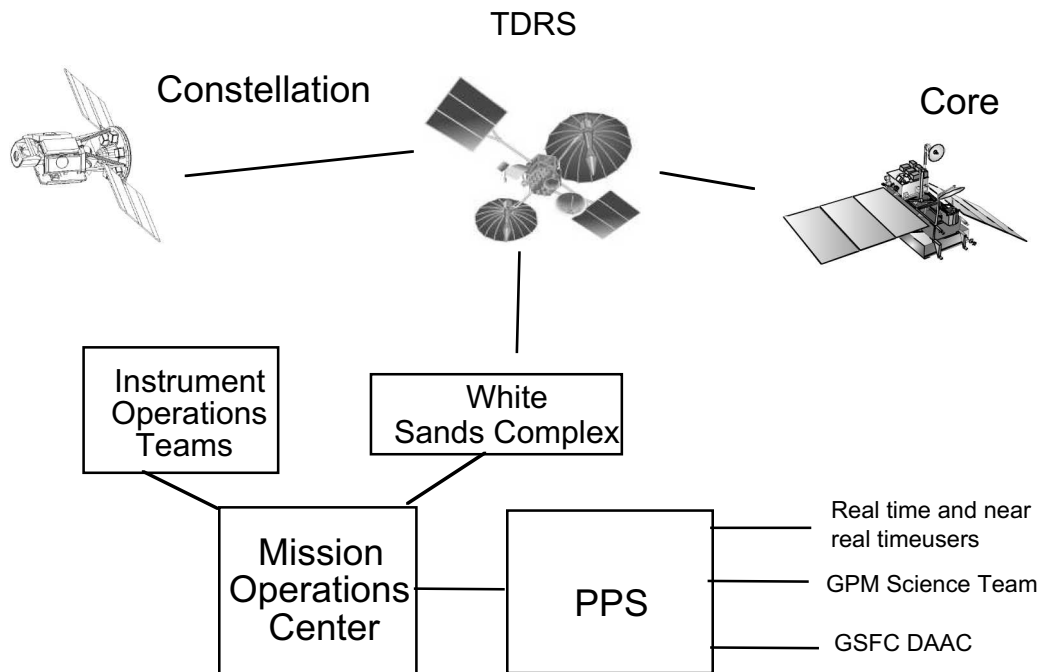 TDRS
Constellation
Core
Instrument
Operations
Teams
White
Sands Complex
Mission
Operations
Center
PPS
Real time and near
real timeusers
GPM Science Team
GSFC DAAC